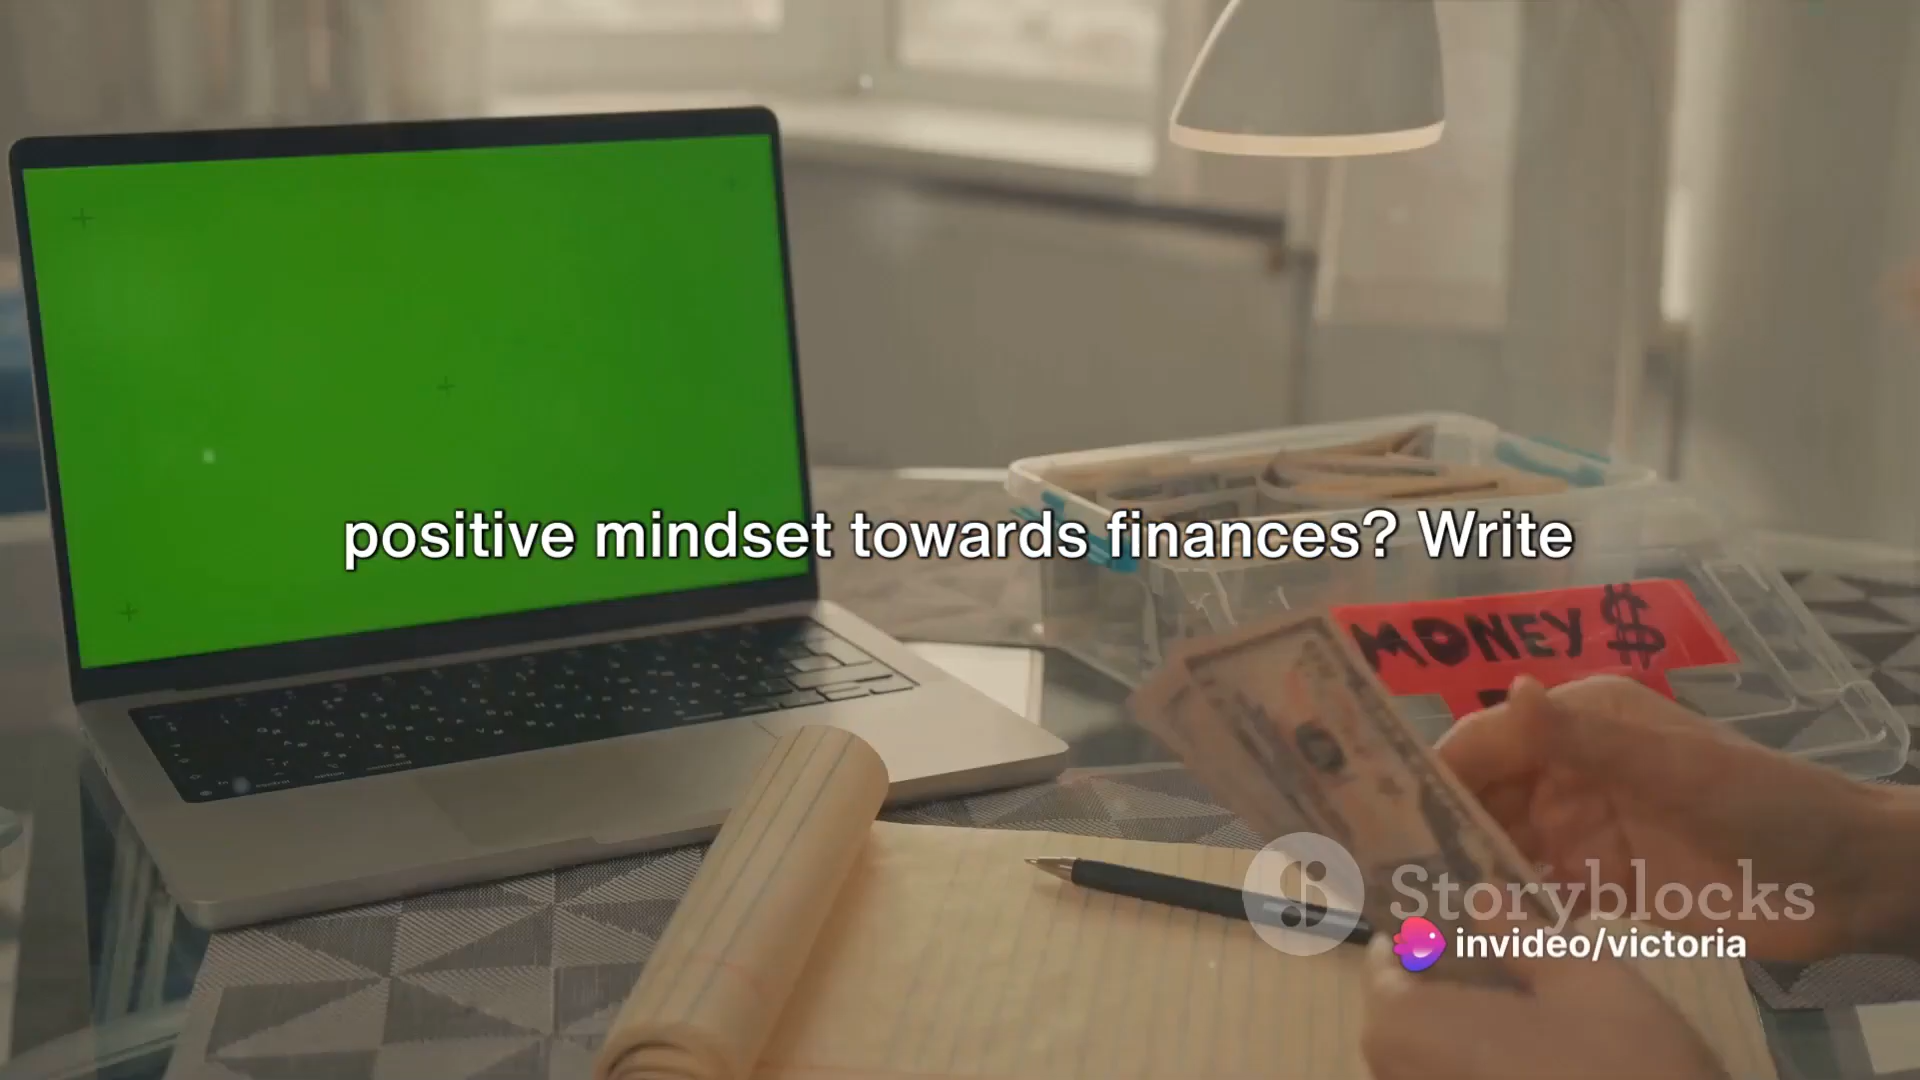 positive mindset towards finances? Write
MONEY $
Storyblocks
invideo/victoria